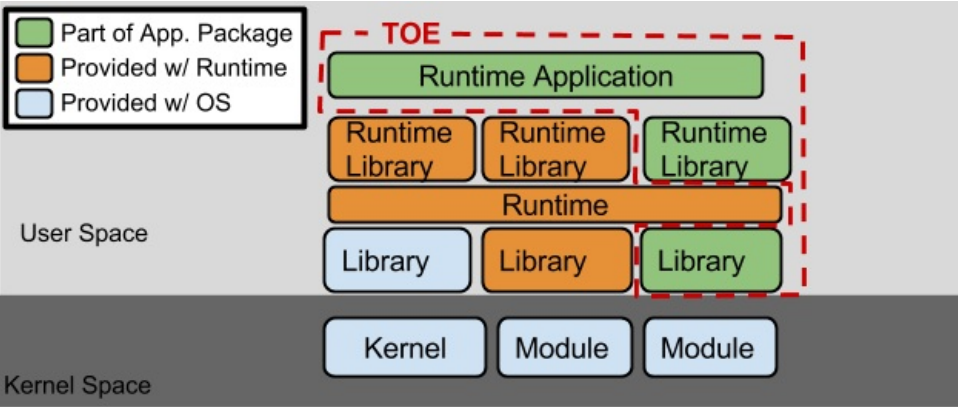 Part of App. Package
Provided w/ Runtime
Provided w/ OS
TOE
Runtime Application
Runtime
Library
Runtime
Library
Runtime
Library
Runtime
User Space
Library
Library
Library
Kernel
Module
Module
Kernel Space